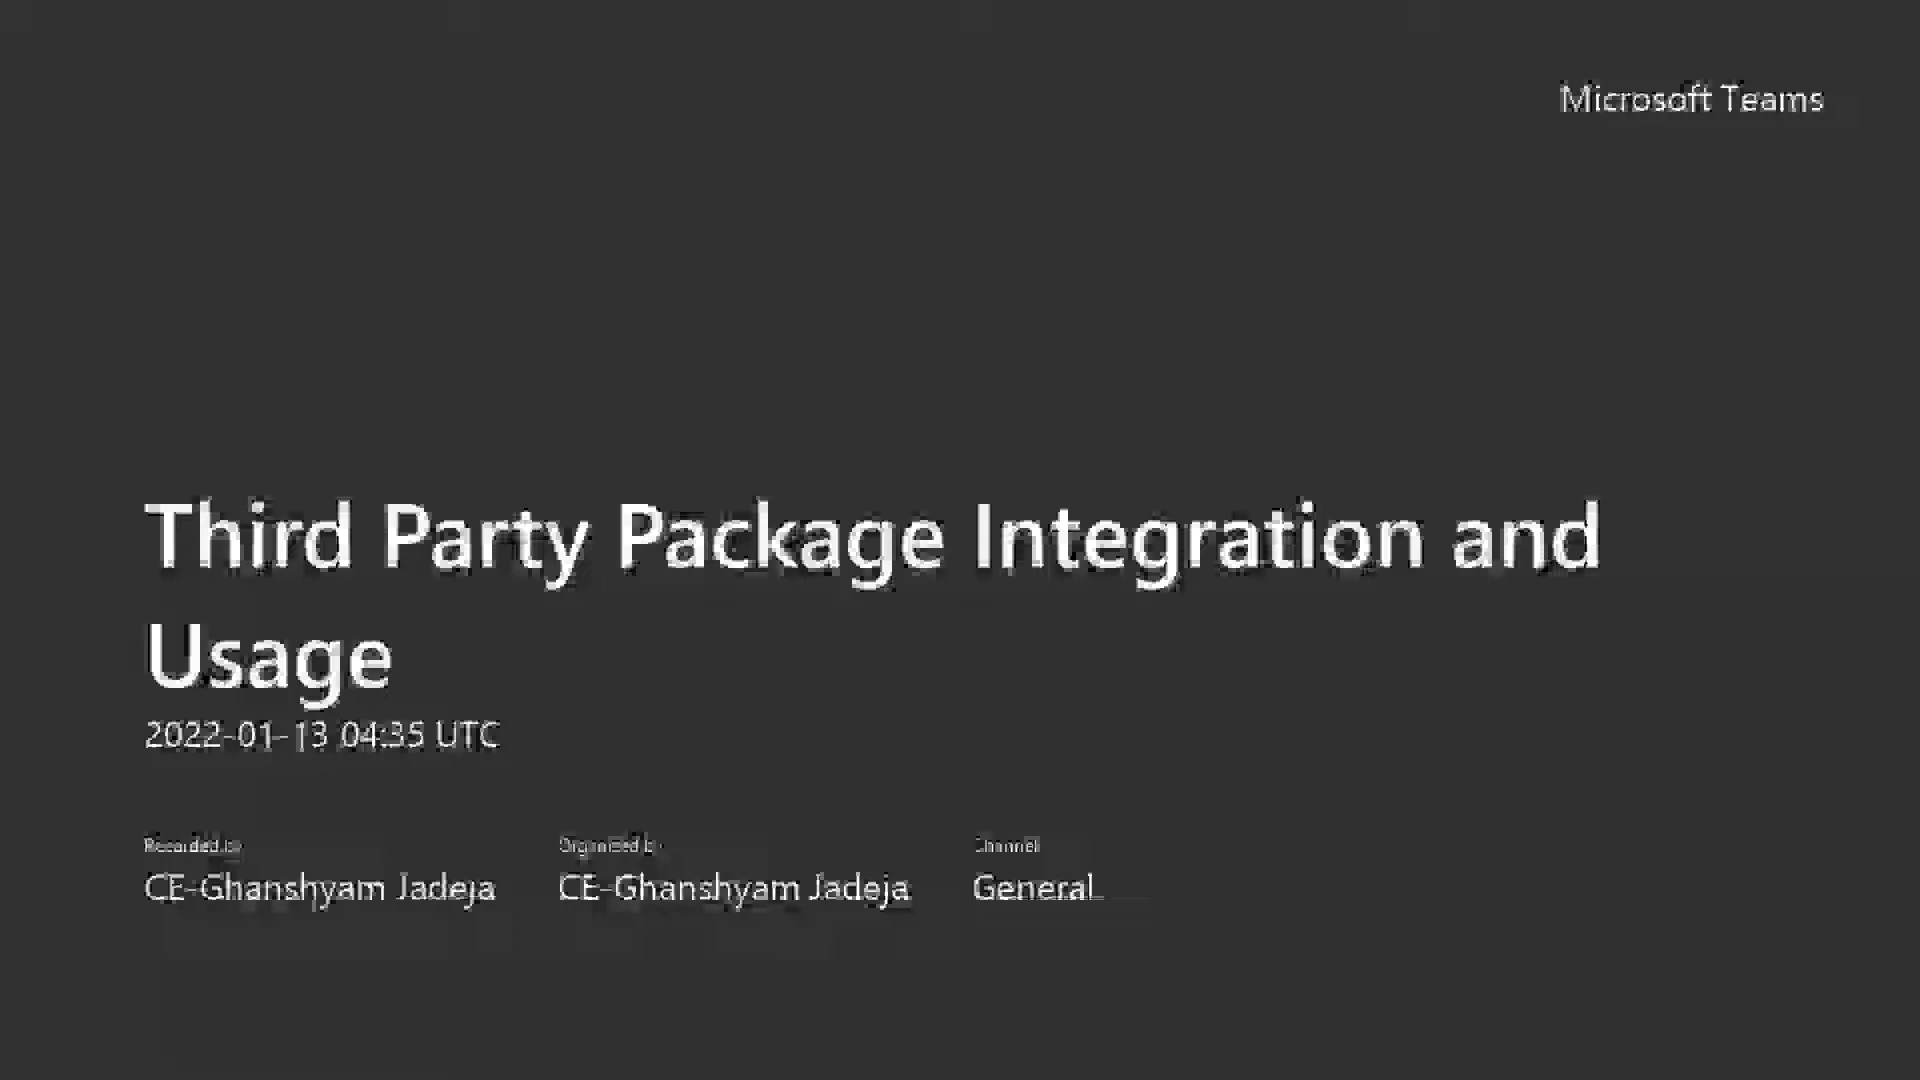 Microsoft Teams
Third Party Package Integration and
Usage
2022-01-13 04:35 UTC
Recorded by
Organized by
Channel
CE-Ghanshyam Jadeja
CE-Ghanshyam Jadeja
General